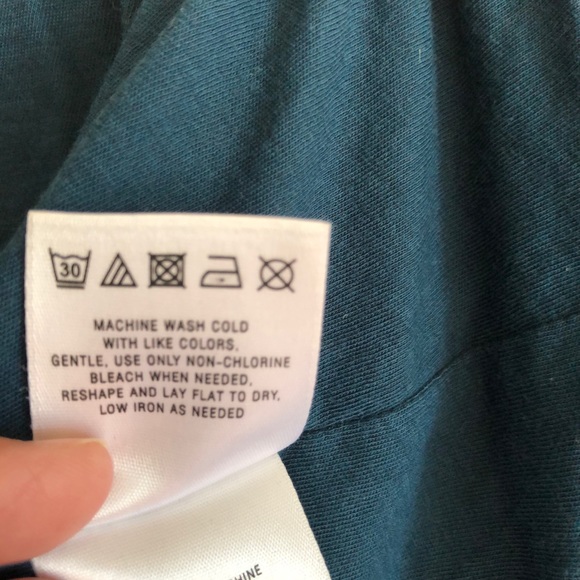 30
MACHINE WASH COLD
WITH LIKE COLORS,
GENTLE, USE ONLY NON-CHLORINE
BLEACH WHEN NEEDED,
RESHAPE AND LAY FLAT TO DRY.
LOW IRON AS NEEDED